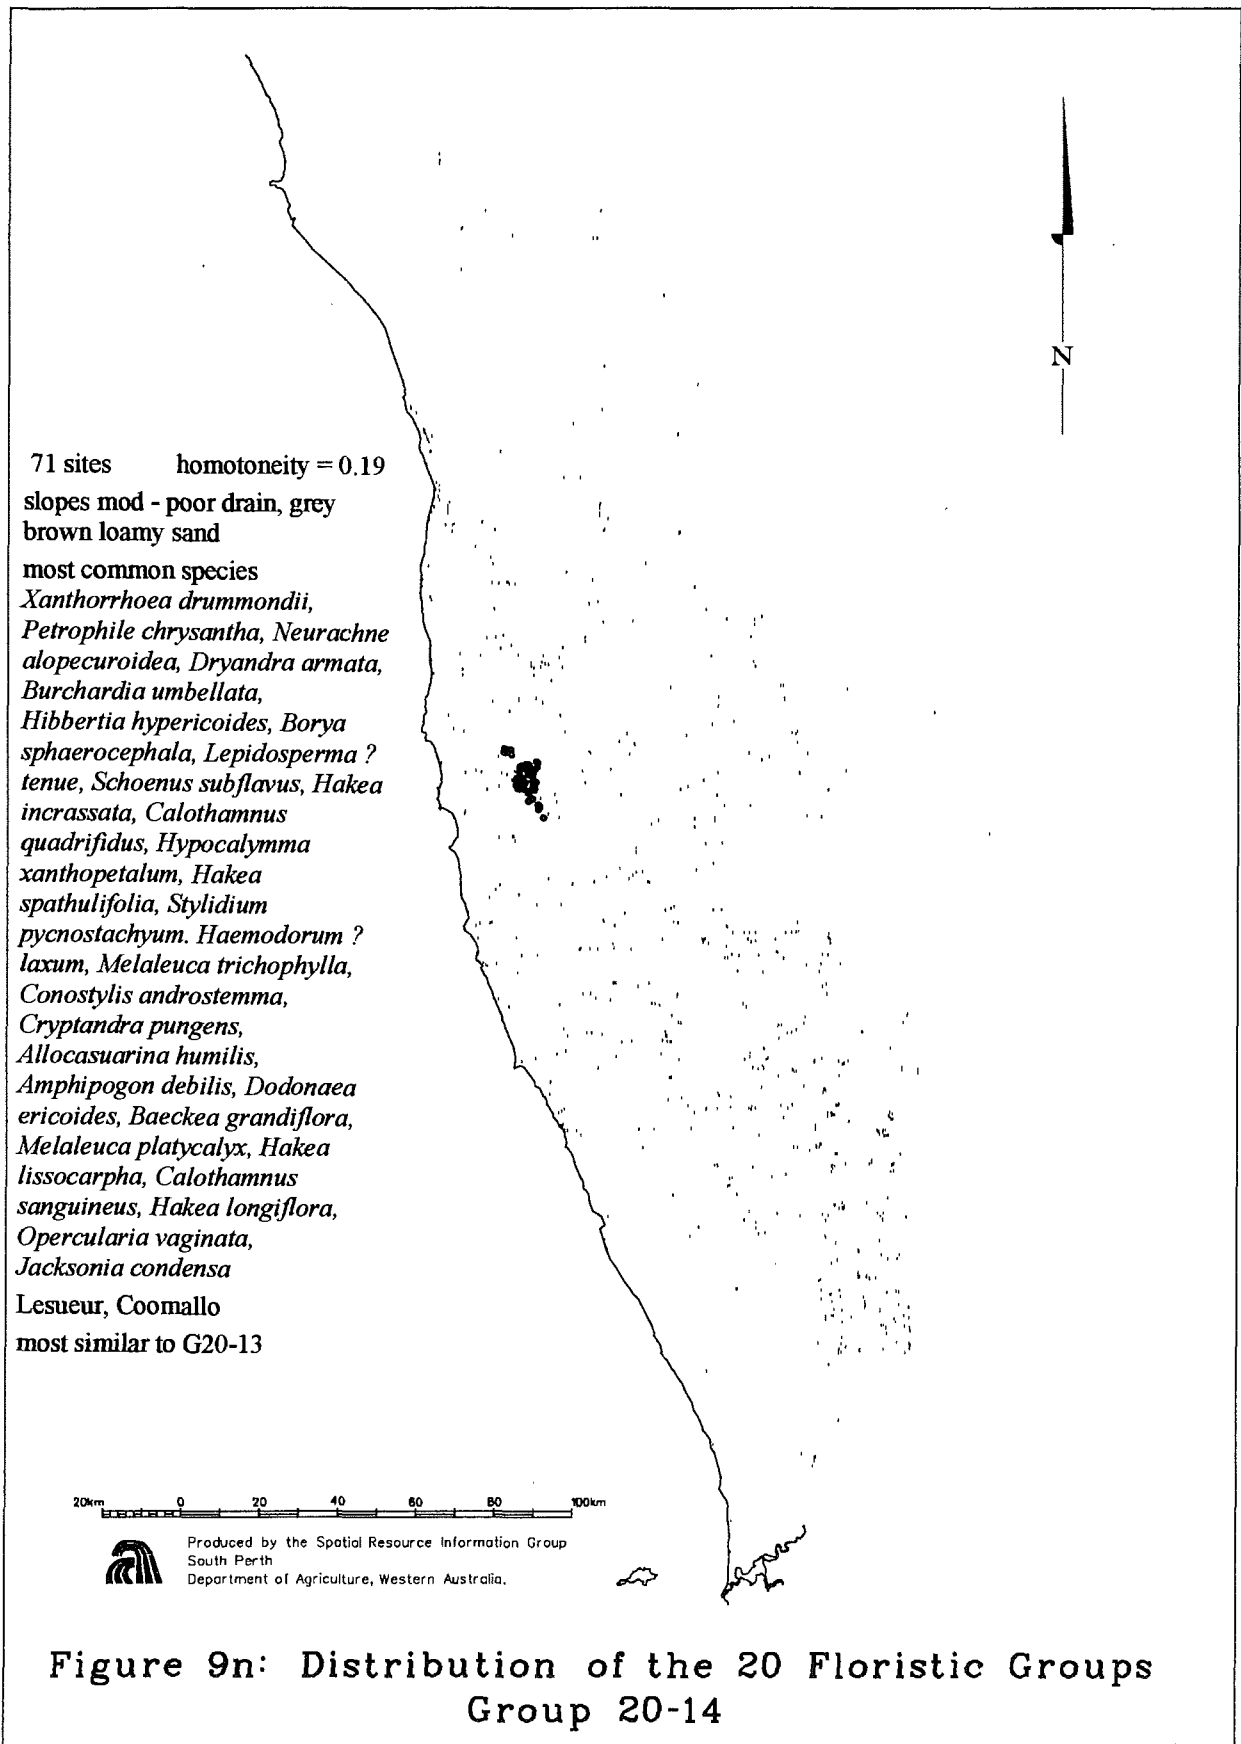 N
71 sites homotoneity = 0.19
slopes mod - poor drain, grey
brown loamy sand
most common species
Xanthorrhoea drummondii,
Petrophile chrysantha, Neurachne
alopecuroidea, Dryandra armata,
Burchardia umbellata,
Hibbertia hypericoides, Borya
sphaerocephala, Lepidosperma ?
tenue, Schoenus subflavus, Hakea
incrassata, Calothamnus
quadrifidus, Hypocalymma
xanthopetalum, Hakea
spathulifolia, Stylidium
pycnostachyum. Haemodorum ?
laxum, Melaleuca trichophylla,
Conostylis androstemma,
Cryptandra pungens,
Allocasuarina humilis,
Amphipogon debilis, Dodonaea
ericoides, Baeckea grandiflora,
Melaleuca platycalyx, Hakea
lissocarpha, Calothamnus
sanguineus, Hakea longiflora,
Opercularia vaginata,
Jacksonia condensa
Lesueur, Coomallo
most similar to G20-13
20km 0 20 40 60 80 100km
Produced by the Spatial Resource Information Group
South Perth
Department of Agriculture, Western Australia.
Figure 9n: Distribution of the 20 Floristic Groups
Group 20-14